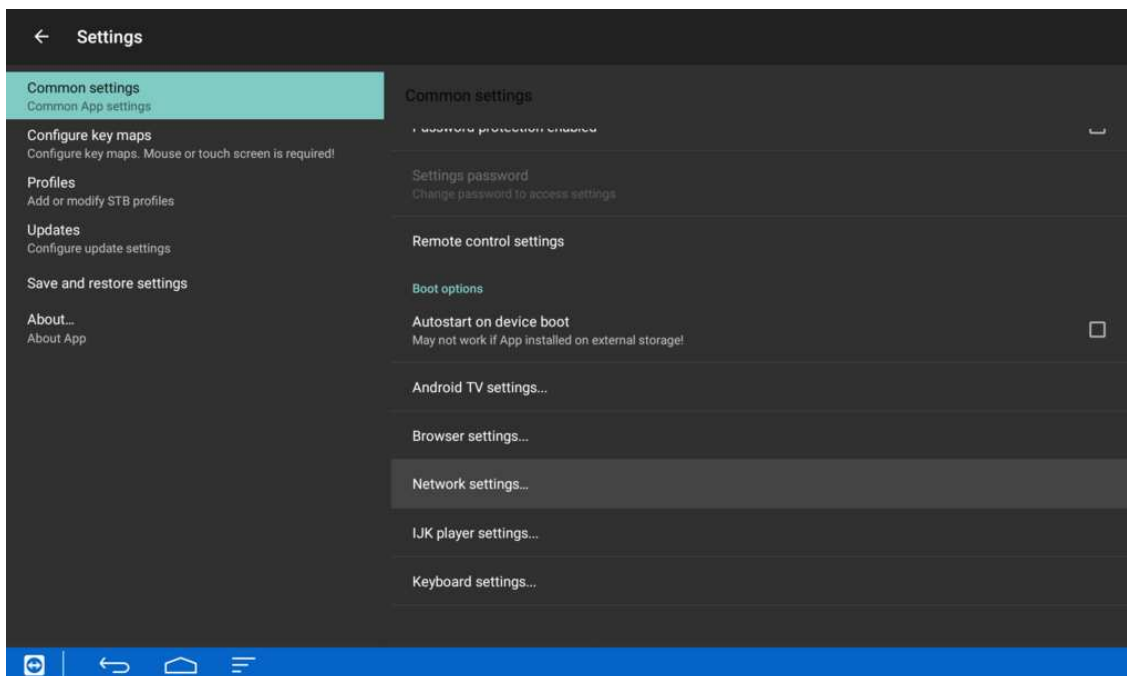 Settings
Common settings
Common App settings
Configure key maps
Configure key maps. Mouse or touch screen is required!
Profiles
Add or modify STB profiles
Updates
Configure update settings
Save and restore settings
About...
About App
Common settings
Password protection enabled
Settings password
Change password to access settings
Remote control settings
Boot options
Autostart on device boot
May not work if App installed on external storage!
Android TV settings...
Browser settings...
Network settings...
IJK player settings...
Keyboard settings...